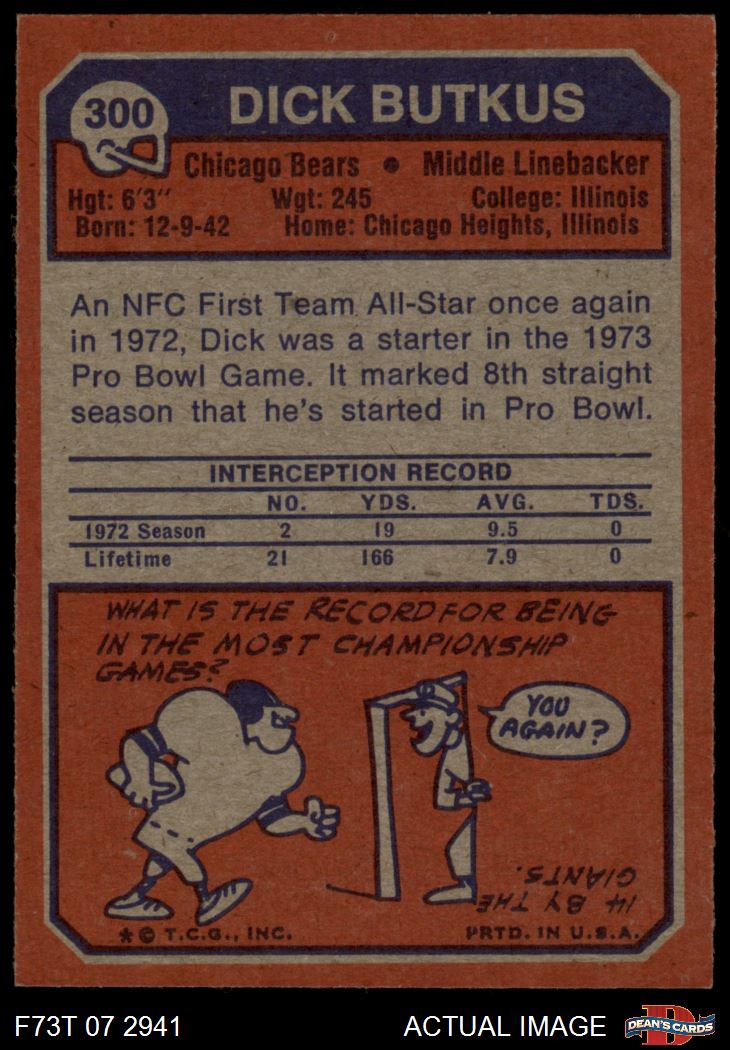 300
DICK BUTKUS
Chicago Bears • Middle Linebacker
Hgt: 6'3" Wgt: 245 College: Illinois
Born: 12-9-42 Home: Chicago Heights, Illinois
An NFC First Team All-Star once again
in 1972, Dick was a starter in the 1973
Pro Bowl Game. It marked 8th straight
season that he's started in Pro Bowl.
INTERCEPTION RECORD
NO. YDS. AVG. TDS.
1972 Season 2 19 9.5 0
Lifetime 21 166 7.9 0
WHAT IS THE RECORD FOR BEING
IN THE MOST CHAMPIONSHIP
GAMES?
YOU
AGAIN?
14 BY THE
GIANTS.
* © T.C.G., INC. PRTD. IN U.S.A.
F73T 07 2941 ACTUAL IMAGE
D
DEAN'S CARDS